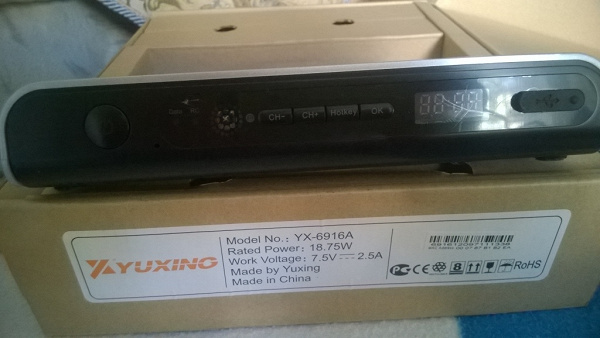 CH-
CH+
Hotkey
OK
YUXING
Model No.: YX-6916A
Rated Power: 18.75W
Work Voltage: 7.5V 2.5A
Made by Yuxing
Made in China
RoHS